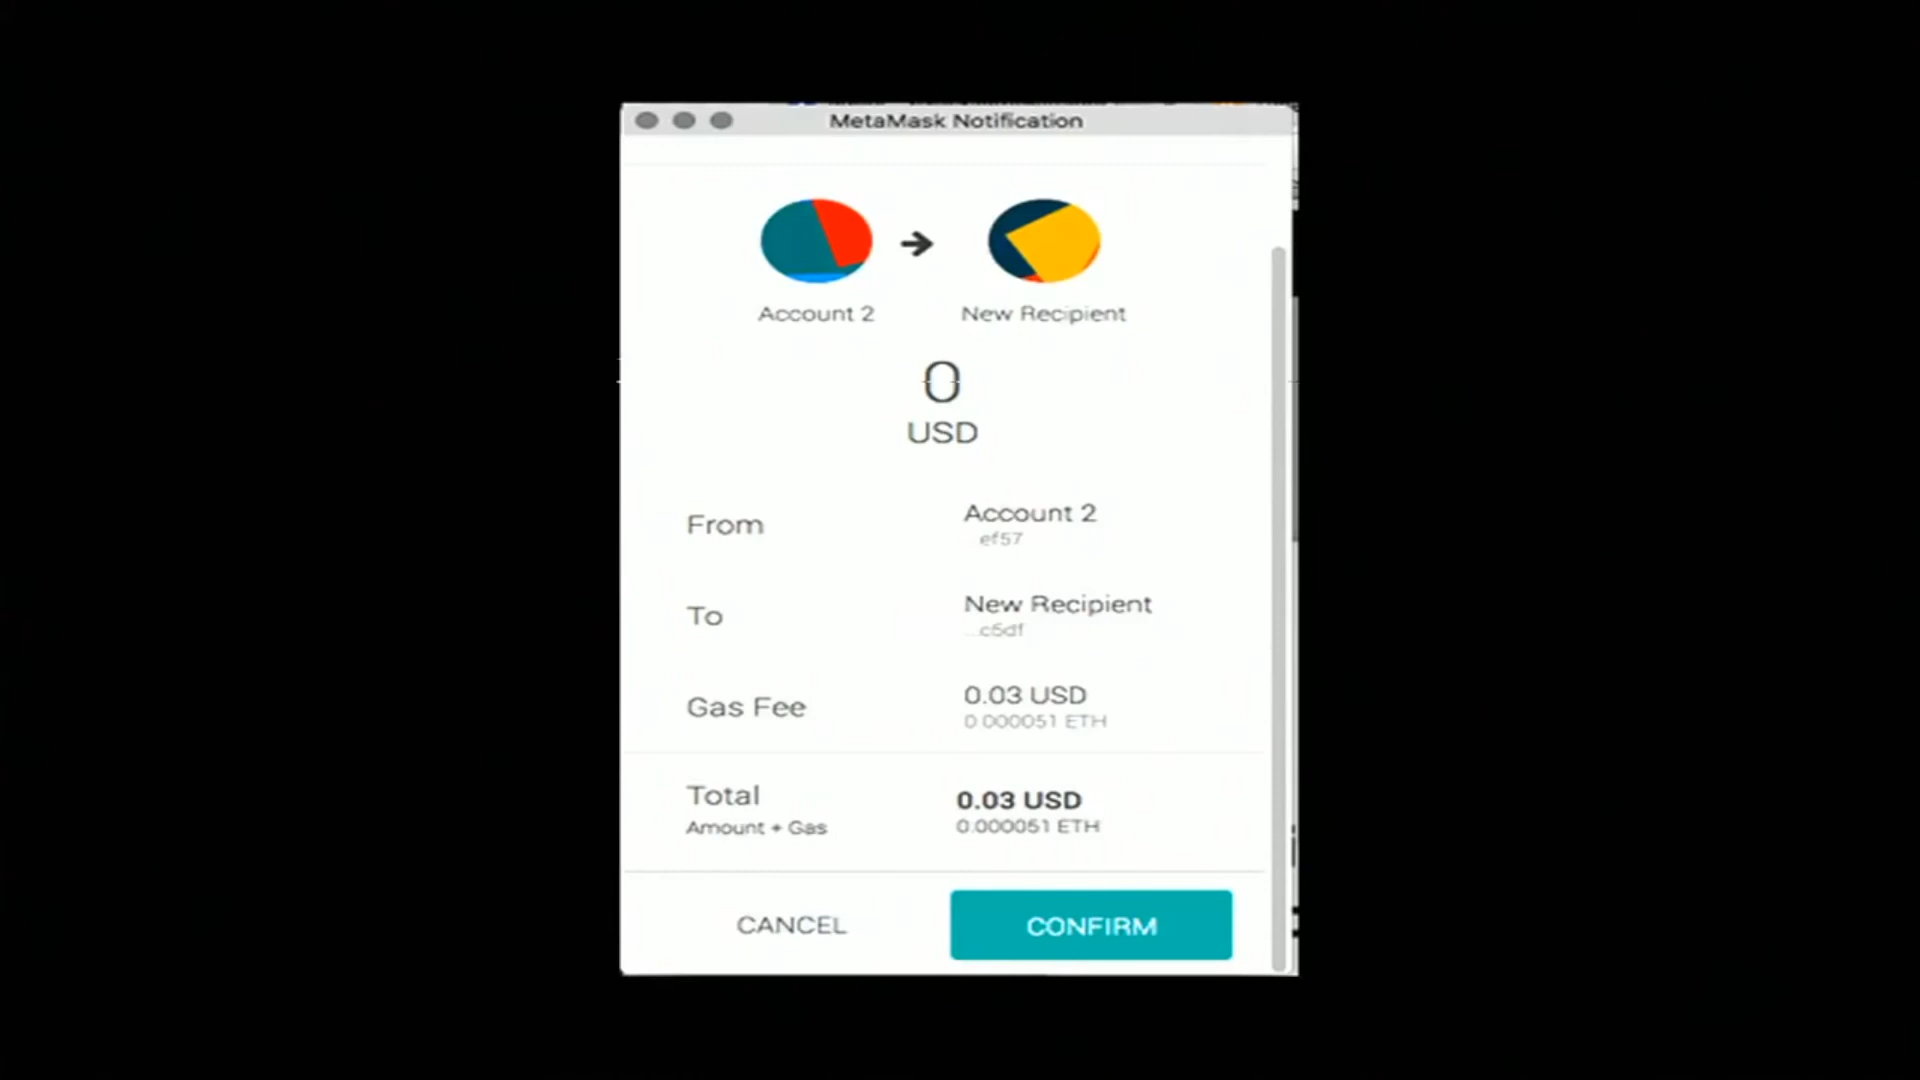 MetaMask Notification
Account 2
New Recipient
0
USD
From
Account 2
...ef57
To
New Recipient
...c5df
Gas Fee
0.03 USD
0.000051 ETH
Total
Amount + Gas
0.03 USD
0.000051 ETH
CANCEL
CONFIRM